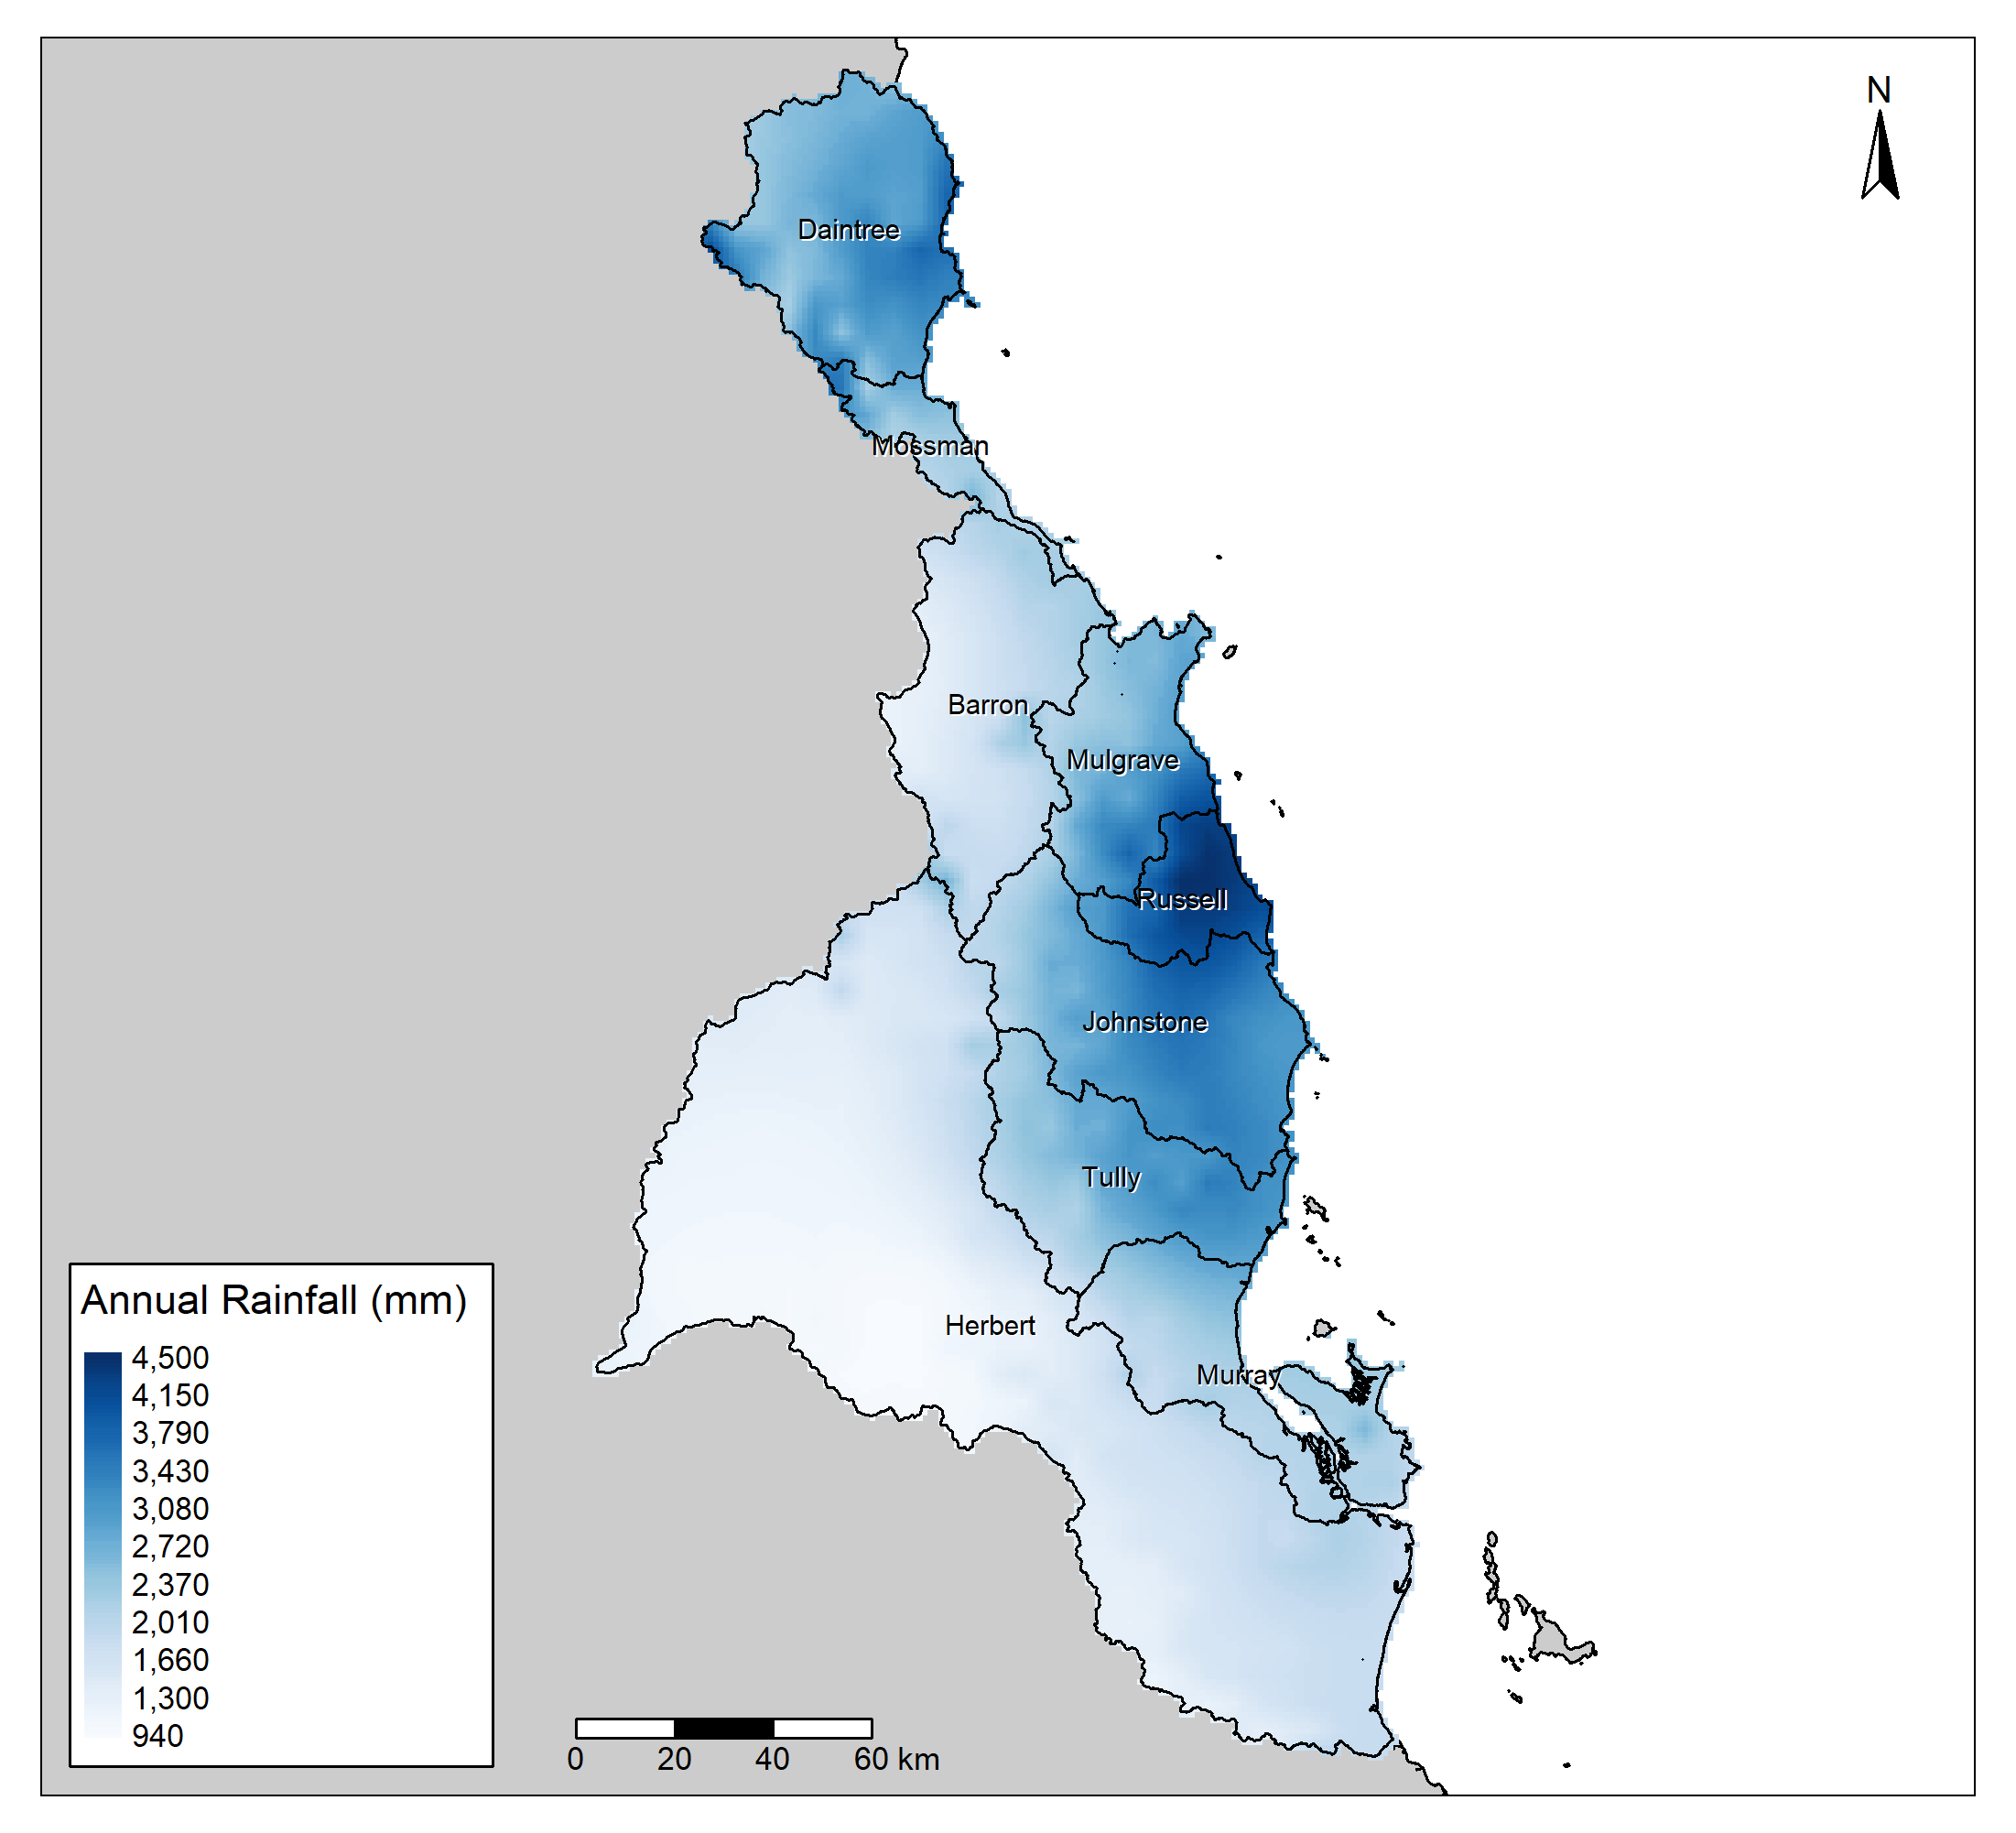 N
Daintree
Mossman
Barron
Mulgrave
Russell
Johnstone
Tully
Herbert
Murray
Annual Rainfall (mm)
4,500
4,150
3,790
3,430
3,080
2,720
2,370
2,010
1,660
1,300
940
0 20 40 60 km